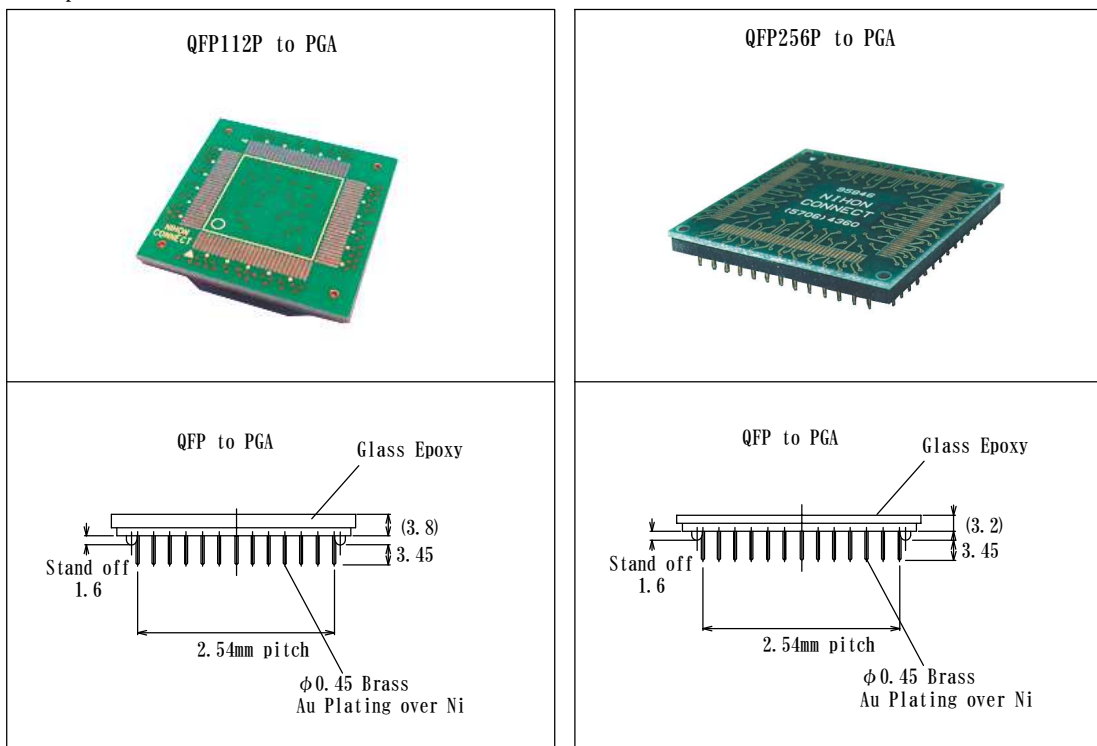 QFP112P to PGA
NIHON
CONNECT
QFP to PGA
Glass Epoxy
(3.8)
3.45
Stand off
1.6
2.54mm pitch
φ0.45 Brass
Au Plating over Ni
QFP256P to PGA
95846
NIHON
CONNECT
(5706)4360
QFP to PGA
Glass Epoxy
(3.2)
3.45
Stand off
1.6
2.54mm pitch
φ0.45 Brass
Au Plating over Ni